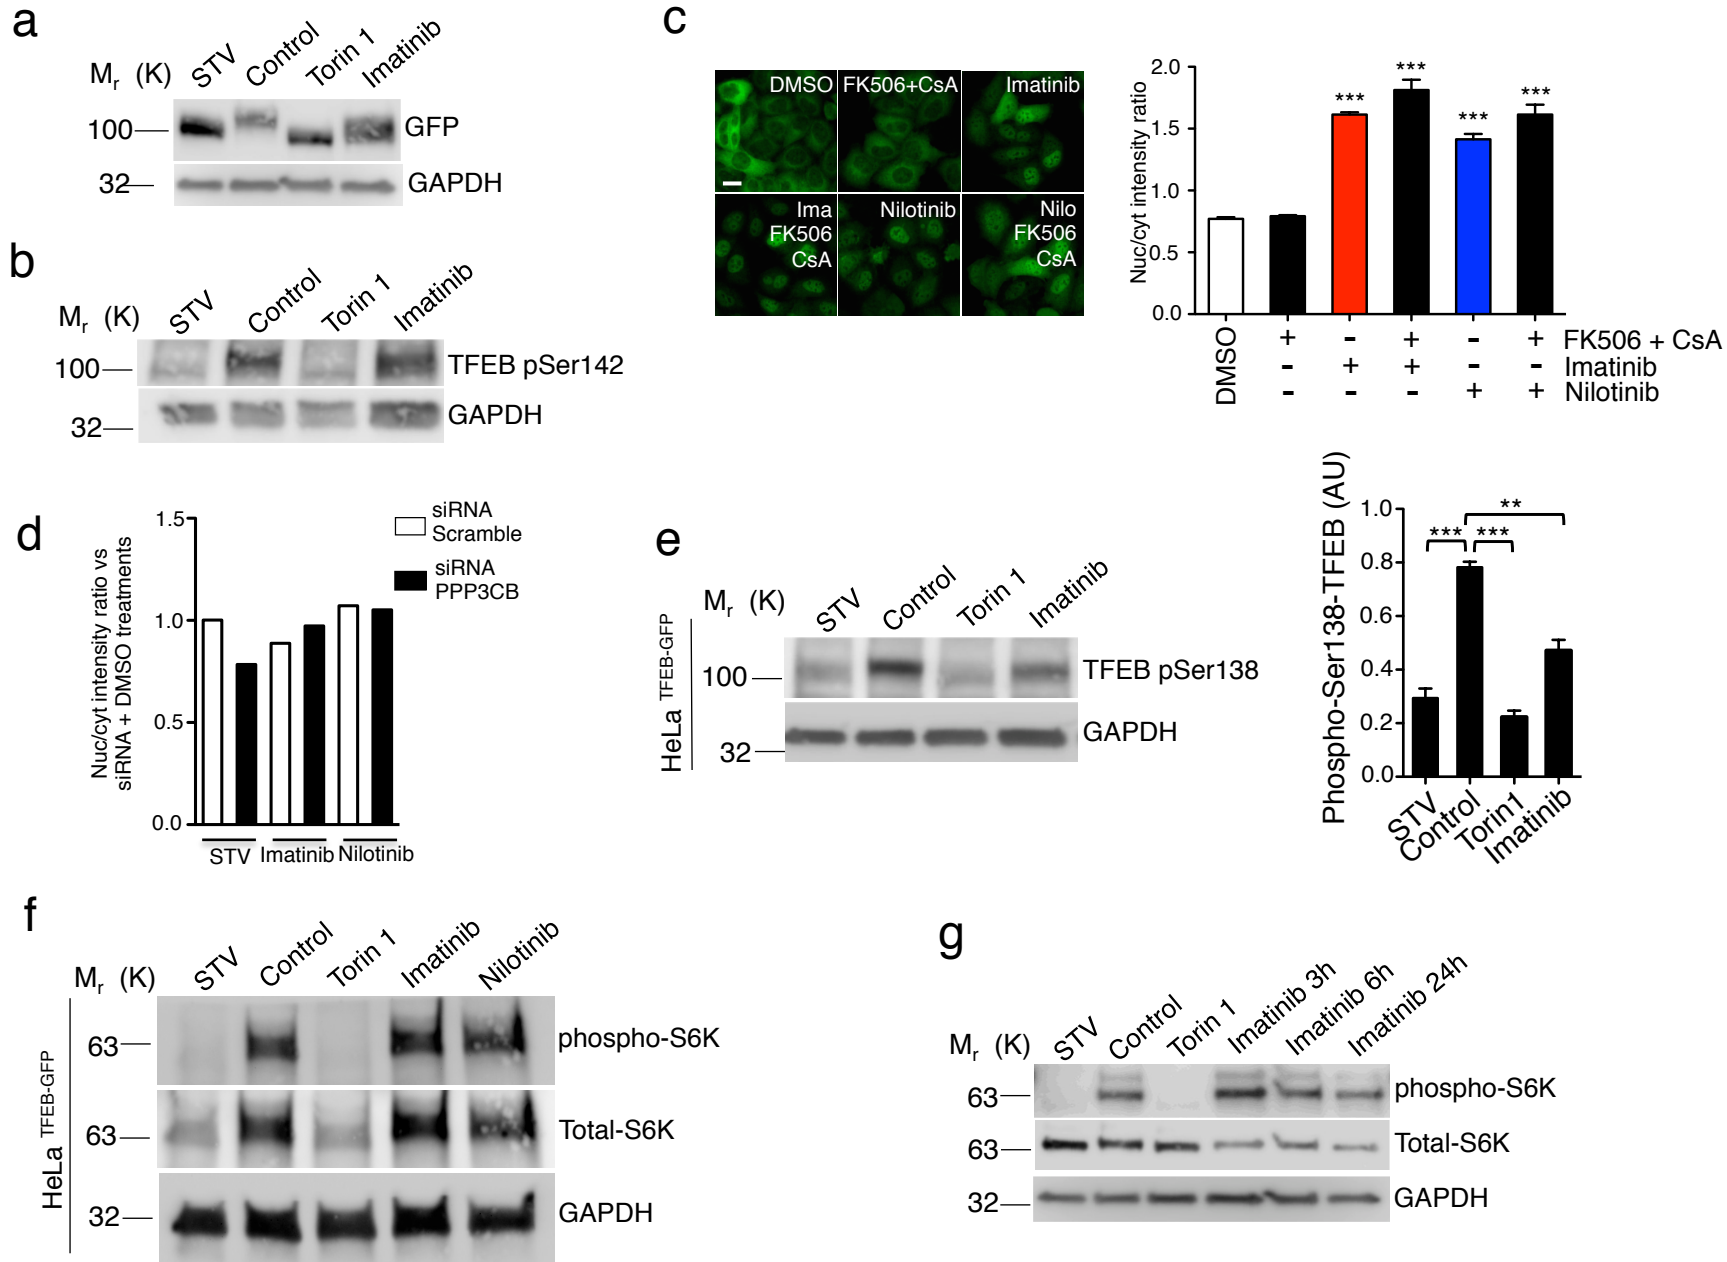 a
M_r (K)
STV
Control
Torin 1
Imatinib
100
GFP
32
GAPDH
b
M_r (K)
STV
Control
Torin 1
Imatinib
100
TFEB pSer142
32
GAPDH
c
DMSO
FK506+CsA
Imatinib
Ima
FK506
CsA
Nilotinib
Nilo
FK506
CsA
Nuc/cyt intensity ratio
2.0
1.5
1.0
0.5
0.0
***
***
***
***
DMSO
+ - + - + FK506 + CsA
- + + - - Imatinib
- - - + + Nilotinib
d
Nuc/cyt intensity ratio vs
siRNA + DMSO treatments
1.5
1.0
0.5
0.0
siRNA
Scramble
siRNA
PPP3CB
STV Imatinib Nilotinib
e
HeLa TFEB-GFP
M_r (K)
STV
Control
Torin 1
Imatinib
100
TFEB pSer138
32
GAPDH
Phospho-Ser138-TFEB (AU)
1.0
0.8
0.6
0.4
0.2
0.0
**
*** ***
STV
Control
Torin1
Imatinib
f
HeLa TFEB-GFP
M_r (K)
STV
Control
Torin 1
Imatinib
Nilotinib
63
phospho-S6K
63
Total-S6K
32
GAPDH
g
M_r (K)
STV
Control
Torin 1
Imatinib 3h
Imatinib 6h
Imatinib 24h
63
phospho-S6K
63
Total-S6K
32
GAPDH